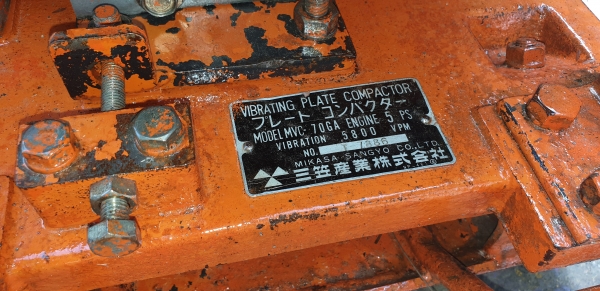 VIBRATING PLATE COMPACTOR
プレート コンパクター
MODEL MVC-70GA ENGINE 5 PS
VIBRATION 5800 VPM
NO.
MIKASA SANGYO CO., LTD.
三笠産業株式会社